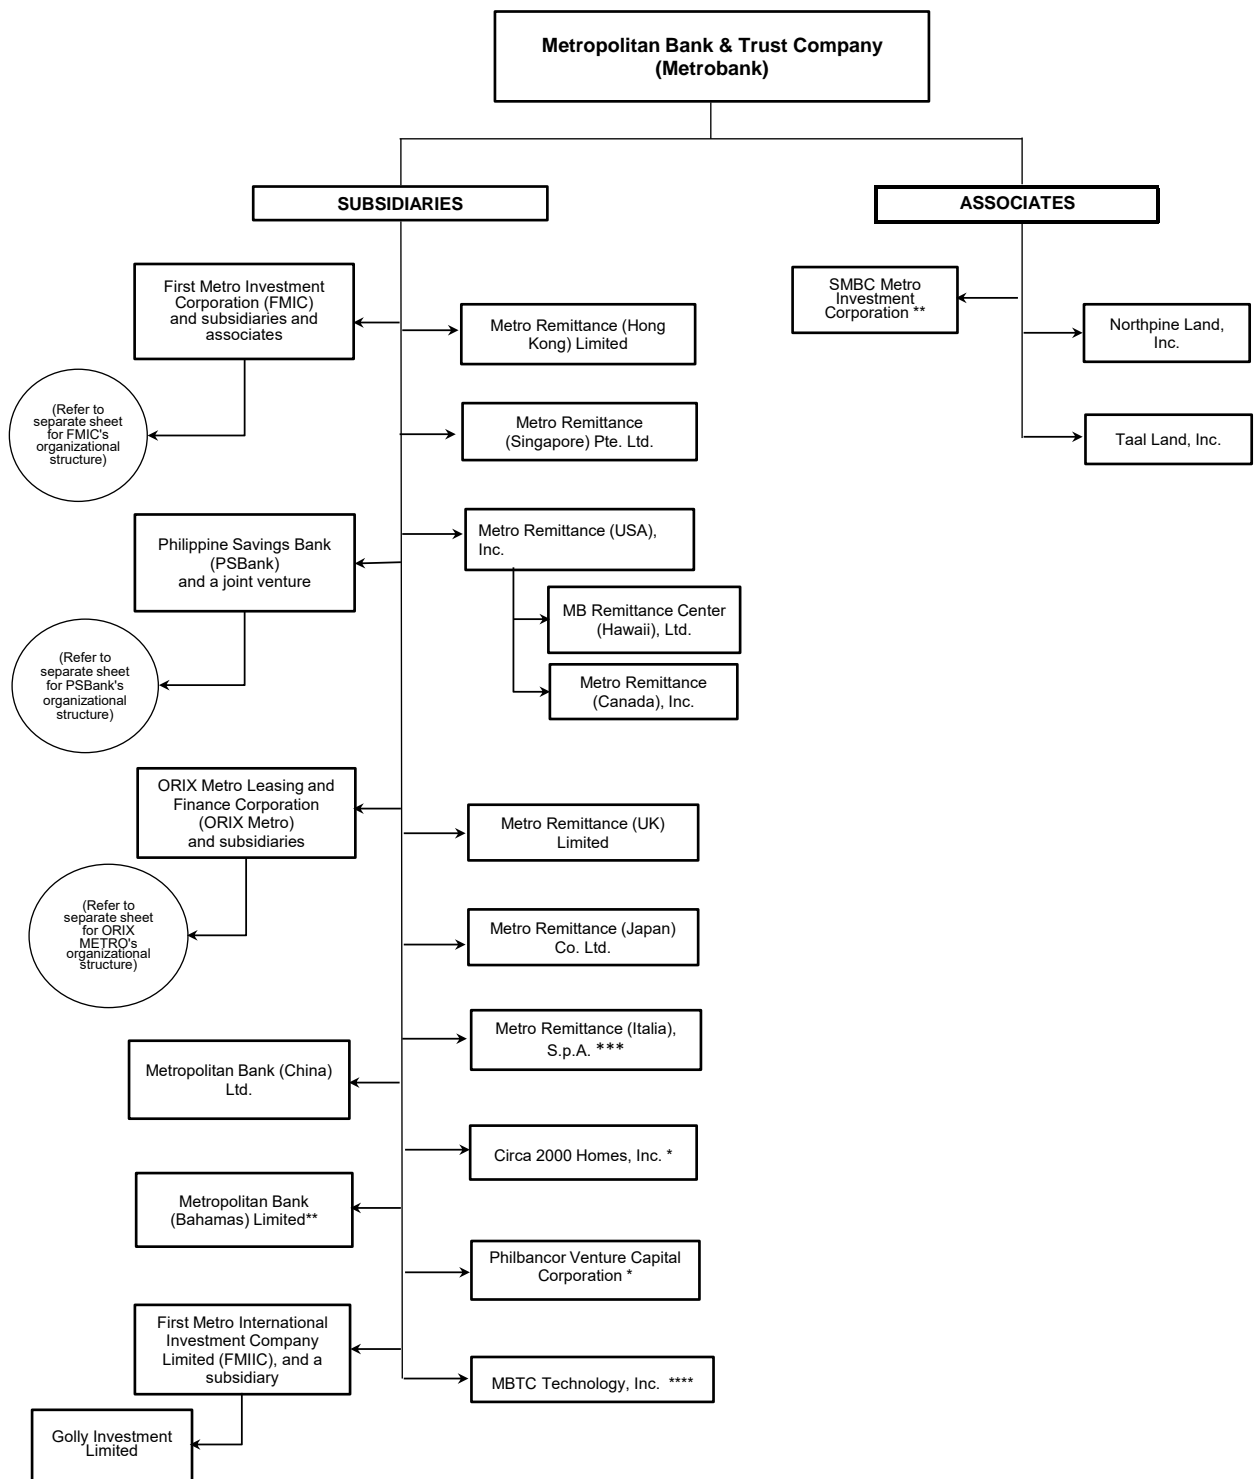 Metropolitan Bank & Trust Company
(Metrobank)
SUBSIDIARIES
ASSOCIATES
First Metro Investment
Corporation (FMIC)
and subsidiaries and
associates
Metro Remittance (Hong
Kong) Limited
SMBC Metro
Investment
Corporation **
Northpine Land,
Inc.
(Refer to
separate sheet
for FMIC's
organizational
structure)
Metro Remittance
(Singapore) Pte. Ltd.
Taal Land, Inc.
Philippine Savings Bank
(PSBank)
and a joint venture
Metro Remittance (USA),
Inc.
MB Remittance Center
(Hawaii), Ltd.
(Refer to
separate sheet
for PSBank's
organizational
structure)
Metro Remittance
(Canada), Inc.
ORIX Metro Leasing and
Finance Corporation
(ORIX Metro)
and subsidiaries
Metro Remittance (UK)
Limited
(Refer to
separate sheet
for ORIX
METRO's
organizational
structure)
Metro Remittance (Japan)
Co. Ltd.
Metro Remittance (Italia),
S.p.A. ***
Metropolitan Bank (China)
Ltd.
Circa 2000 Homes, Inc. *
Metropolitan Bank
(Bahamas) Limited**
Philbancor Venture Capital
Corporation *
First Metro International
Investment Company
Limited (FMIIC), and a
subsidiary
MBTC Technology, Inc. ****
Golly Investment
Limited